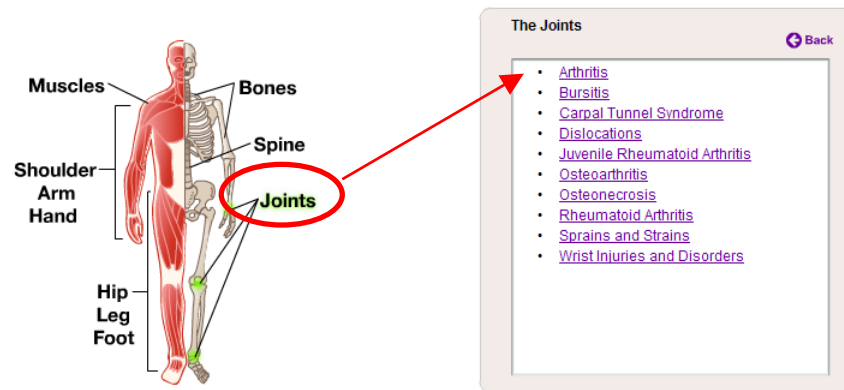 Muscles
Bones
Spine
Shoulder
Arm
Hand
Joints
Hip
Leg
Foot
The Joints
Back
• Arthritis
• Bursitis
• Carpal Tunnel Syndrome
• Dislocations
• Juvenile Rheumatoid Arthritis
• Osteoarthritis
• Osteonecrosis
• Rheumatoid Arthritis
• Sprains and Strains
• Wrist Injuries and Disorders